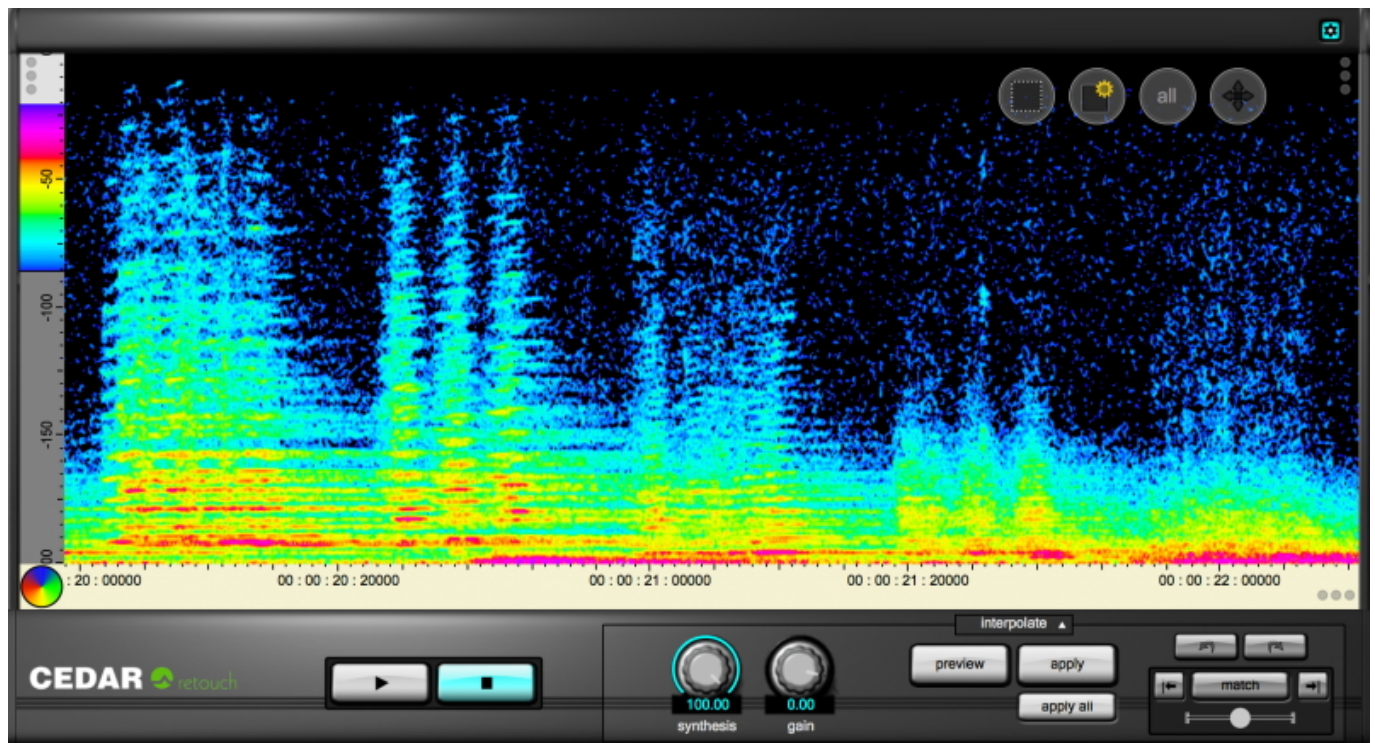 all
-50
-100
-150
: 20 : 00000
00 : 00 : 20 : 20000
00 : 00 : 21 : 00000
00 : 00 : 21 : 20000
00 : 00 : 22 : 00000
interpolate ▲
CEDAR retouch
preview
apply
match
100.00
0.00
apply all
synthesis
gain